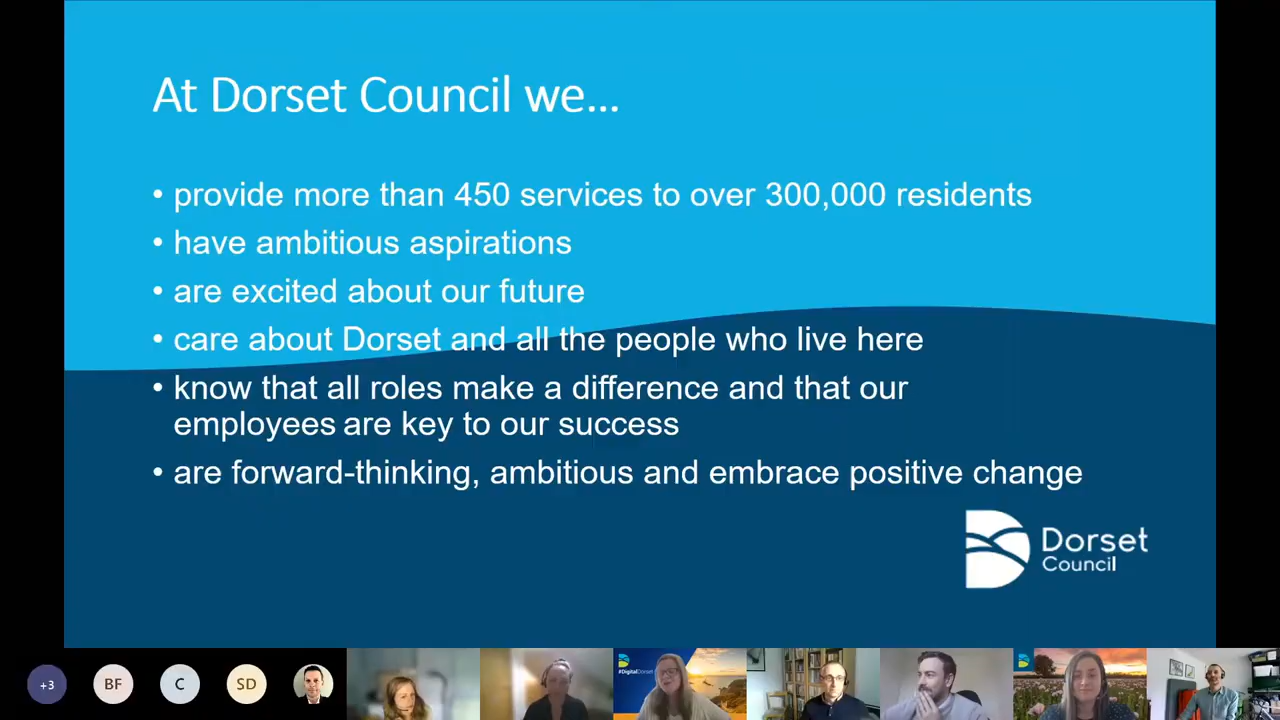 At Dorset Council we...
• provide more than 450 services to over 300,000 residents
• have ambitious aspirations
• are excited about our future
• care about Dorset and all the people who live here
• know that all roles make a difference and that our
employees are key to our success
• are forward-thinking, ambitious and embrace positive change
Dorset
Council
+3
BF
C
SD
#DigitalDorset